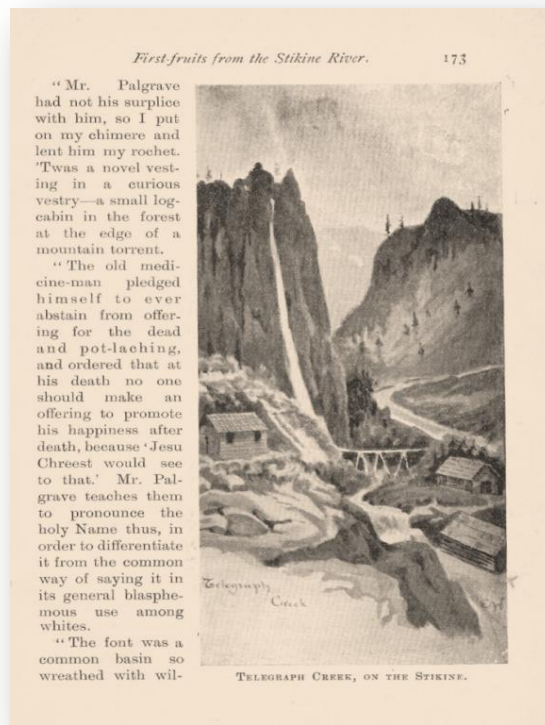 First-fruits from the Stikine River. 173
“Mr. Palgrave
had not his surplice
with him, so I put
on my chimere and
lent him my rochet.
'Twas a novel vest-
ing in a curious
vestry—a small log-
cabin in the forest
at the edge of a
mountain torrent.
“The old medi-
cine-man pledged
himself to ever
abstain from offer-
ing for the dead
and pot-laching,
and ordered that at
his death no one
should make an
offering to promote
his happiness after
death, because ‘Jesu
Chreest would see
to that.’ Mr. Pal-
grave teaches them
to pronounce the
holy Name thus, in
order to differentiate
it from the common
way of saying it in
its general blasphe-
mous use among
whites.
“The font was a
common basin so
wreathed with wil-
Telegraph
Creek
TELEGRAPH CREEK, ON THE STIKINE.